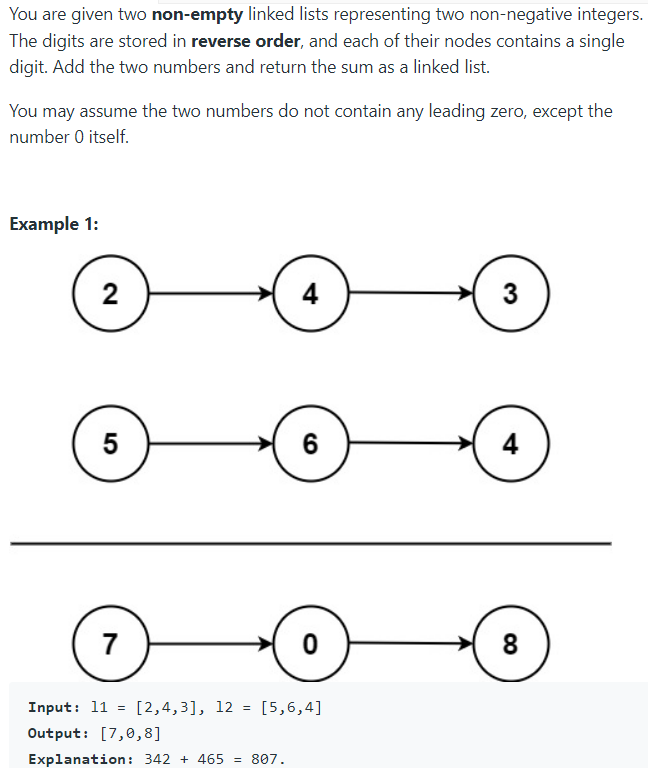 You are given two non-empty linked lists representing two non-negative integers.
The digits are stored in reverse order, and each of their nodes contains a single
digit. Add the two numbers and return the sum as a linked list.
You may assume the two numbers do not contain any leading zero, except the
number 0 itself.
Example 1:
2 4 3
5 6 4
7 0 8
Input: l1 = [2,4,3], l2 = [5,6,4]
Output: [7,0,8]
Explanation: 342 + 465 = 807.